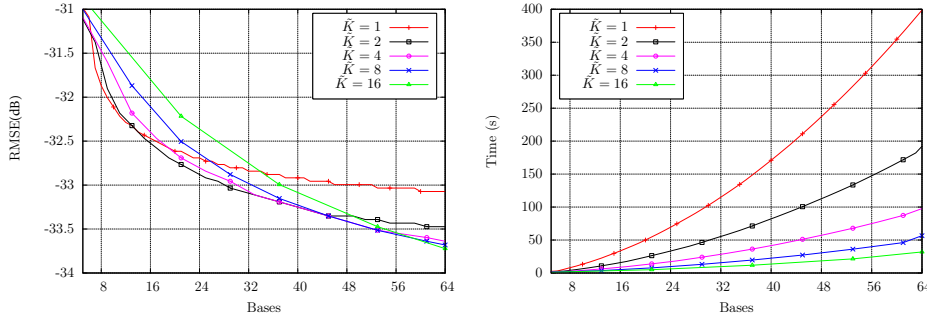 -31
-31.5
-32
-32.5
-33
-33.5
-34
RMSE(dB)
8 16 24 32 40 48 56 64
Bases
K̃ = 1
K̃ = 2
K̃ = 4
K̃ = 8
K̃ = 16
400
350
300
250
200
150
100
50
0
Time (s)
8 16 24 32 40 48 56 64
Bases
K̃ = 1
K̃ = 2
K̃ = 4
K̃ = 8
K̃ = 16